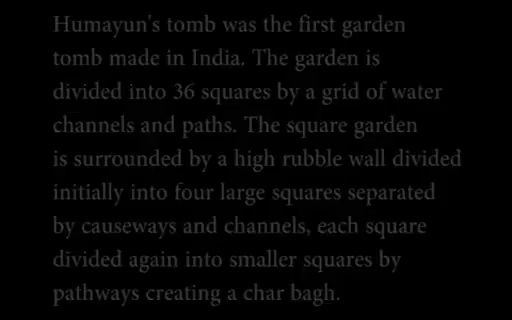 Humayun's tomb was the first garden
tomb made in India. The garden is
divided into 36 squares by a grid of water
channels and paths. The square garden
is surrounded by a high rubble wall divided
initially into four large squares separated
by causeways and channels, each square
divided again into smaller squares by
pathways creating a char bagh.